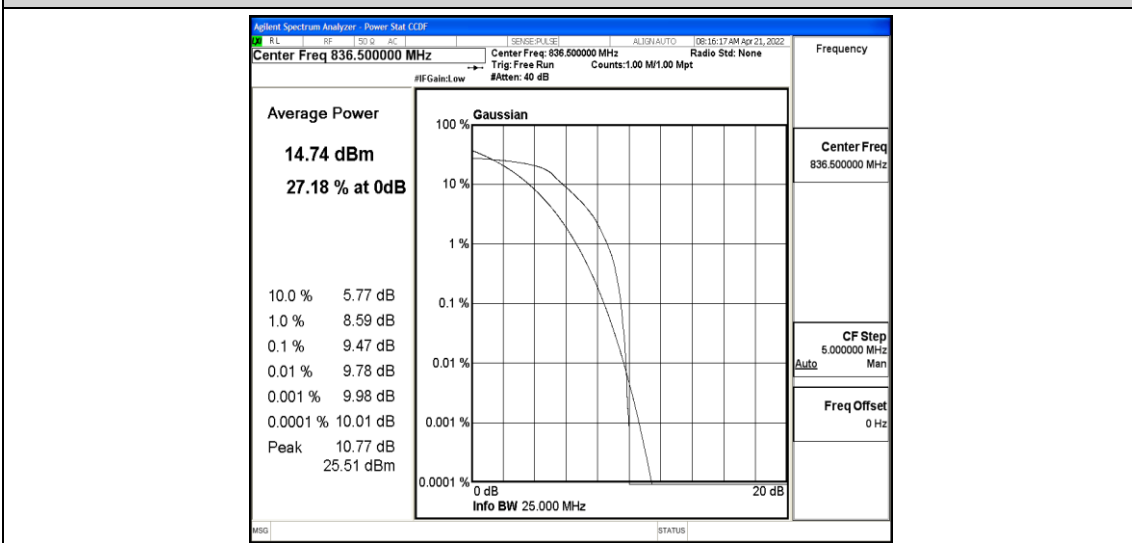 Agilent Spectrum Analyzer - Power Stat CCDF
RL RF 50 Ω AC SENSE:PULSE ALIGN AUTO 08:16:17 AM Apr 21, 2022
Center Freq 836.500000 MHz
Center Freq: 836.500000 MHz Radio Std: None
Trig: Free Run Counts:1.00 M/1.00 Mpt
#IFGain:Low #Atten: 40 dB
Frequency
Average Power
14.74 dBm
27.18 % at 0dB
10.0 % 5.77 dB
1.0 % 8.59 dB
0.1 % 9.47 dB
0.01 % 9.78 dB
0.001 % 9.98 dB
0.0001 % 10.01 dB
Peak 10.77 dB
25.51 dBm
Gaussian
100 %
10 %
1 %
0.1 %
0.01 %
0.001 %
0.0001 %
0 dB 20 dB
Info BW 25.000 MHz
Center Freq
836.500000 MHz
CF Step
5.000000 MHz
Auto Man
Freq Offset
0 Hz
MSG STATUS